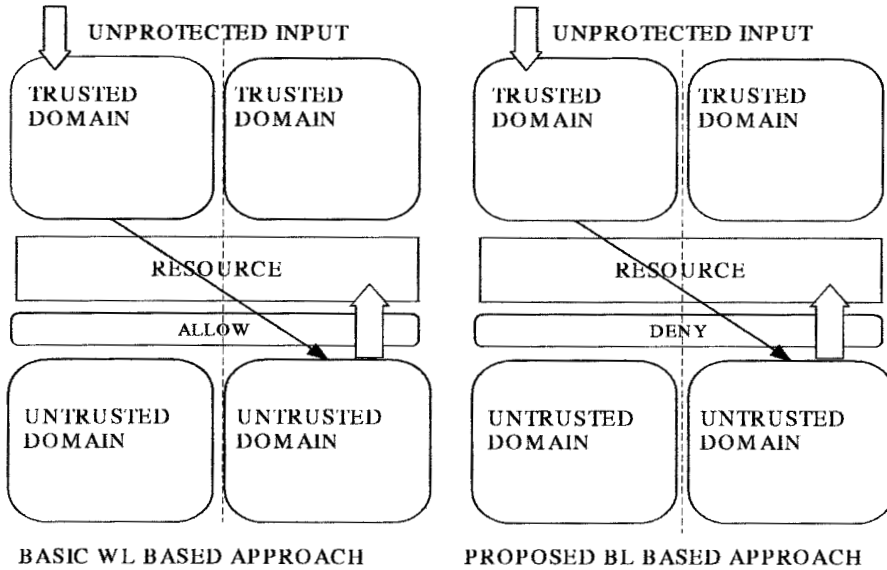 UNPROTECTED INPUT
TRUSTED DOMAIN
TRUSTED DOMAIN
RESOURCE
ALLOW
UNTRUSTED DOMAIN
UNTRUSTED DOMAIN
BASIC WL BASED APPROACH
UNPROTECTED INPUT
TRUSTED DOMAIN
TRUSTED DOMAIN
RESOURCE
DENY
UNTRUSTED DOMAIN
UNTRUSTED DOMAIN
PROPOSED BL BASED APPROACH